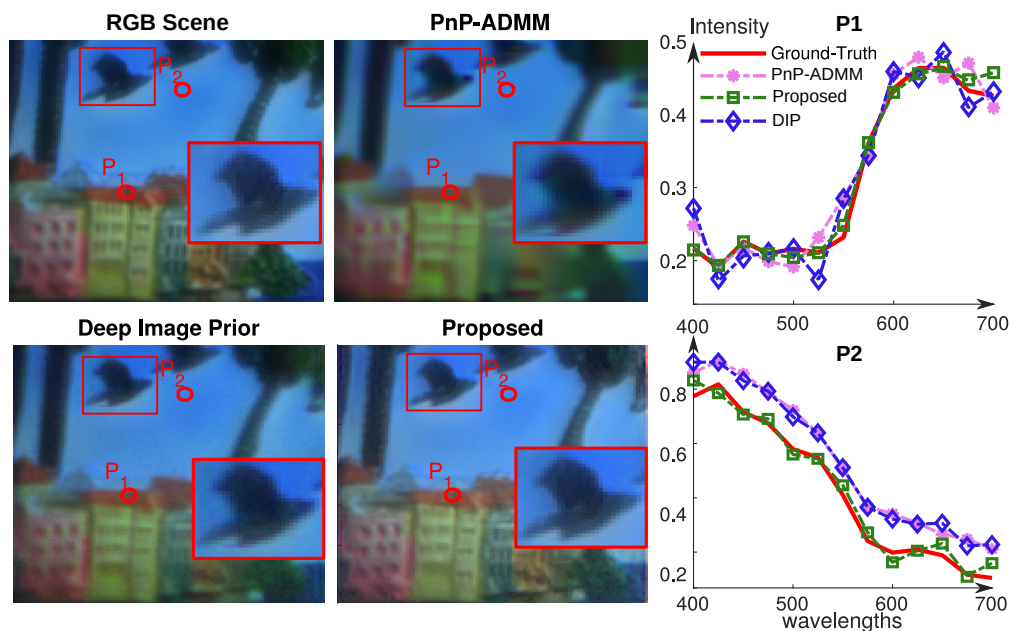 RGB Scene
PnP-ADMM
P2
P1
P1
Deep Image Prior
Proposed
P2
P2
P1
P1
Intensity
P1
0.5
0.4
0.3
0.2
Ground-Truth
PnP-ADMM
Proposed
DIP
400
500
600
700
P2
0.8
0.6
0.4
0.2
400
500
600
700
wavelengths